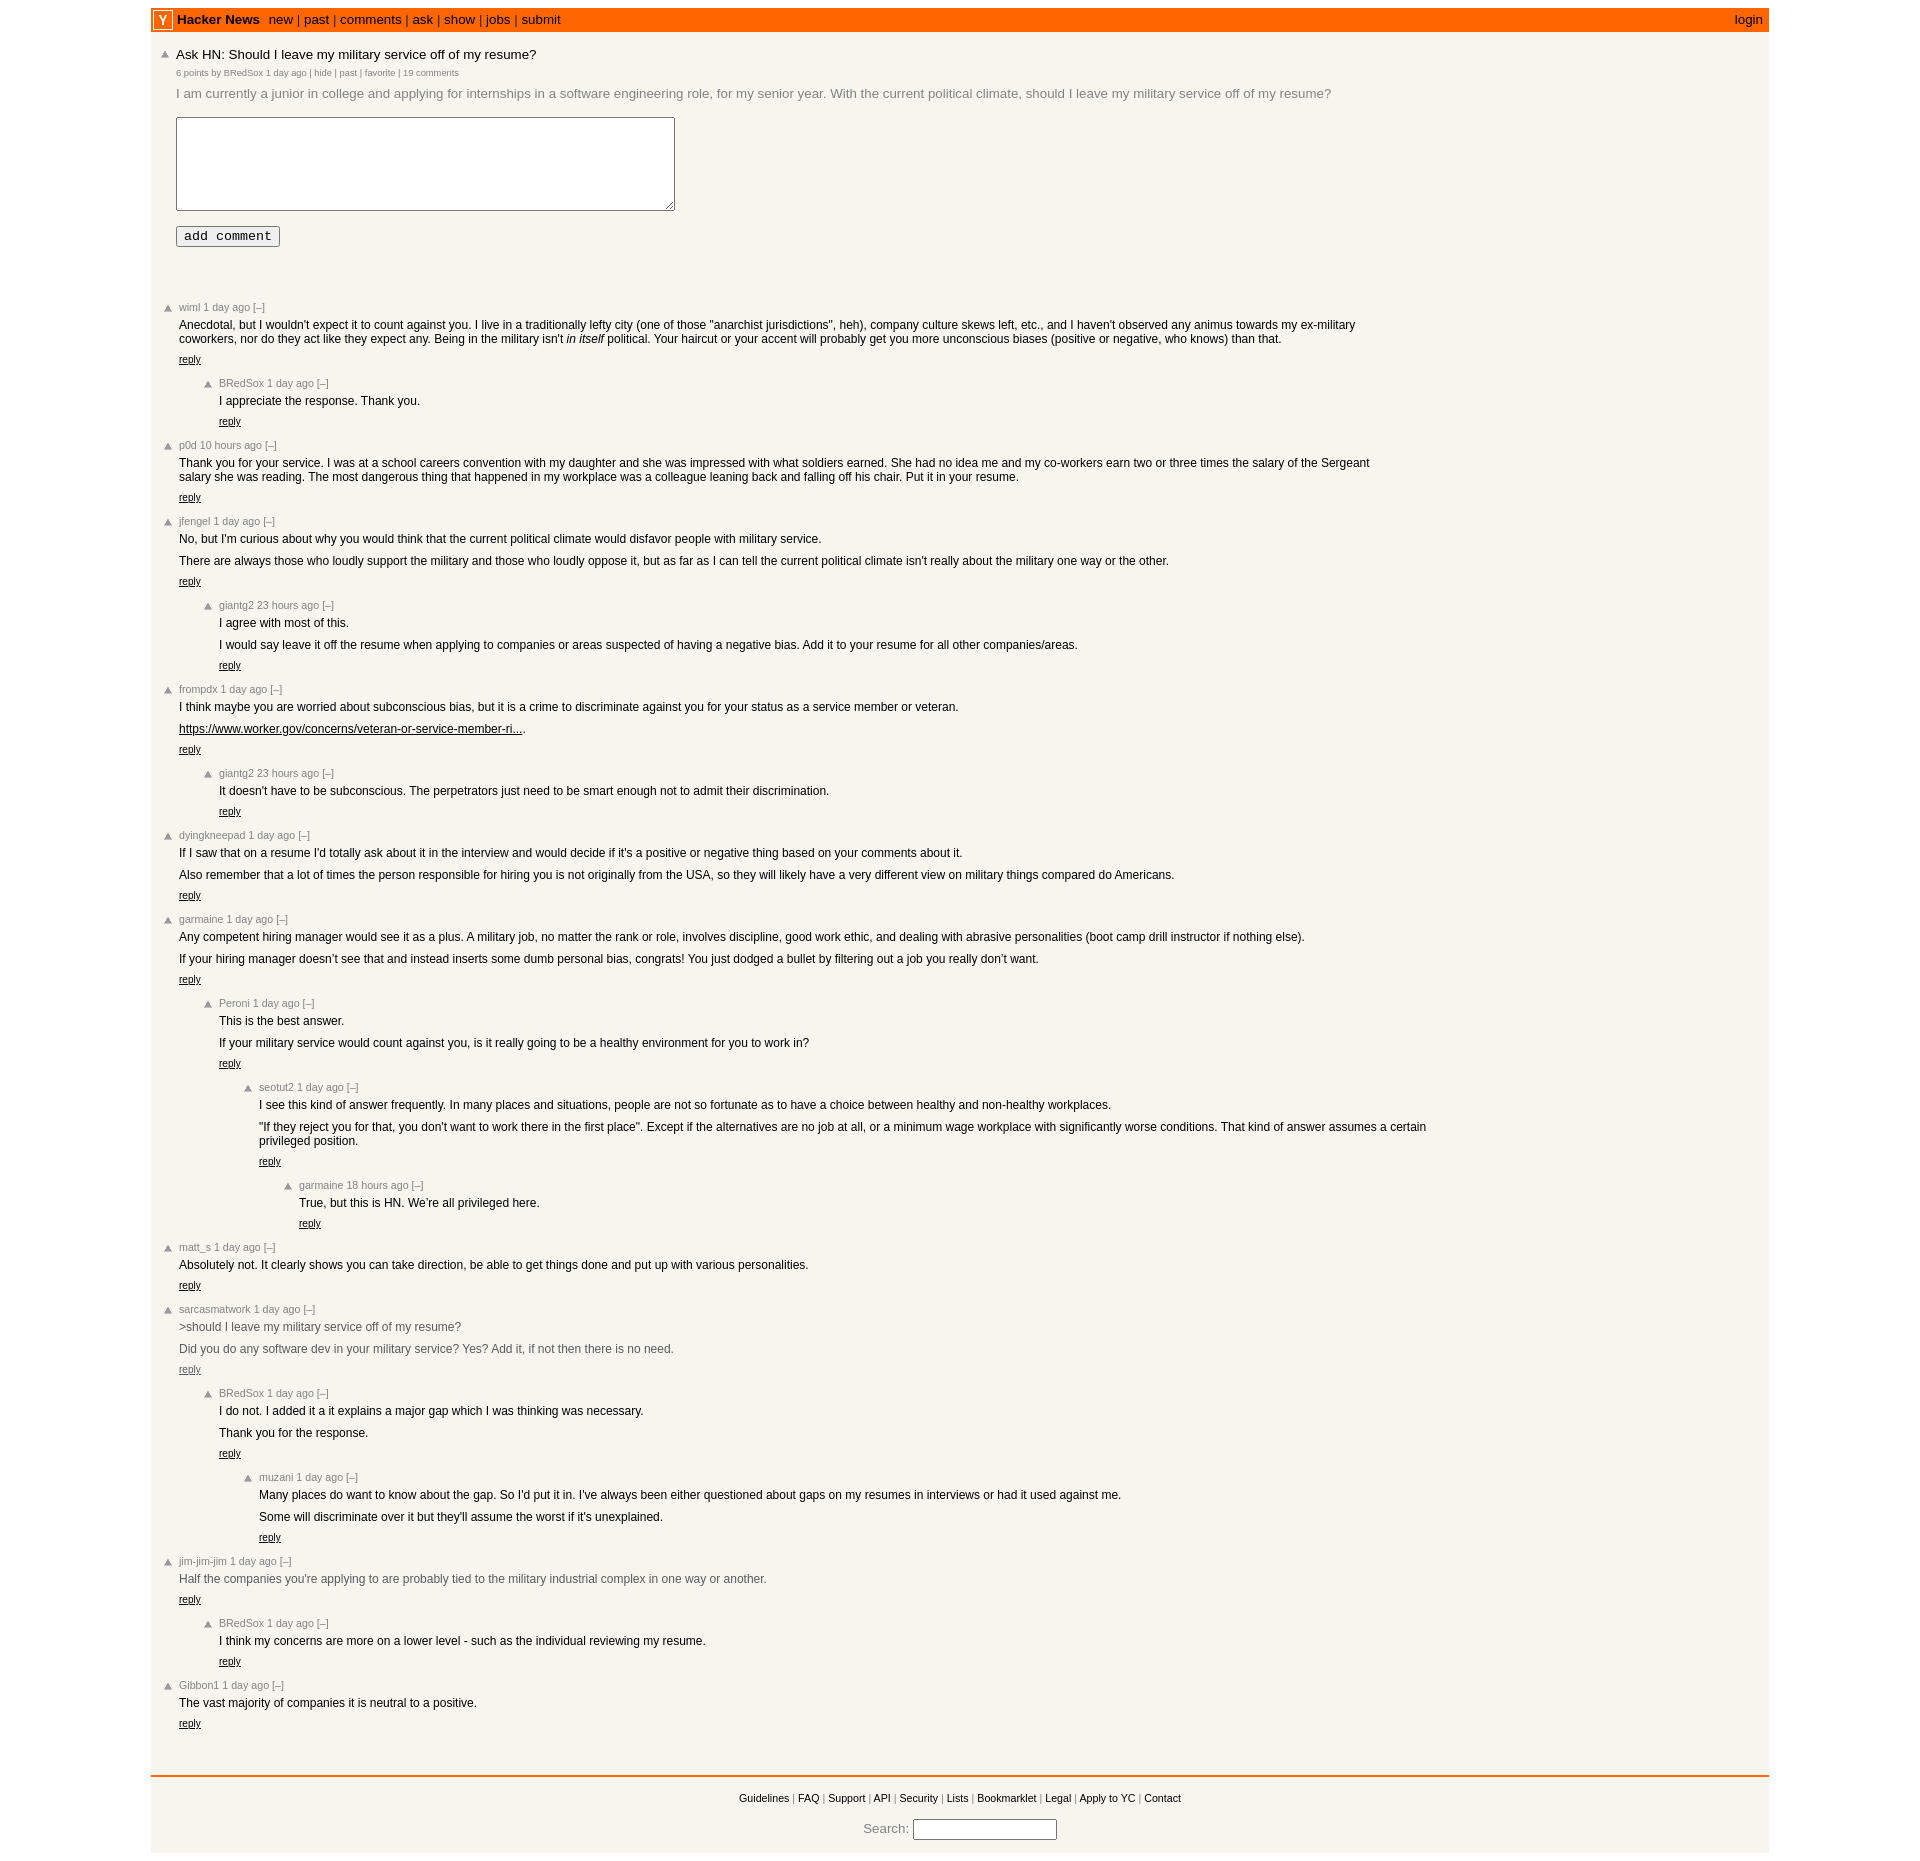 Y Hacker News new | past | comments | ask | show | jobs | submit login
Ask HN: Should I leave my military service off of my resume?
6 points by BRedSox 1 day ago | hide | past | favorite | 19 comments
I am currently a junior in college and applying for internships in a software engineering role, for my senior year. With the current political climate, should I leave my military service off of my resume?
add comment
wiml 1 day ago [–]
Anecdotal, but I wouldn't expect it to count against you. I live in a traditionally lefty city (one of those "anarchist jurisdictions", heh), company culture skews left, etc., and I haven't observed any animus towards my ex-military
coworkers, nor do they act like they expect any. Being in the military isn't in itself political. Your haircut or your accent will probably get you more unconscious biases (positive or negative, who knows) than that.
reply
BRedSox 1 day ago [–]
I appreciate the response. Thank you.
reply
p0d 10 hours ago [–]
Thank you for your service. I was at a school careers convention with my daughter and she was impressed with what soldiers earned. She had no idea me and my co-workers earn two or three times the salary of the Sergeant
salary she was reading. The most dangerous thing that happened in my workplace was a colleague leaning back and falling off his chair. Put it in your resume.
reply
jfengel 1 day ago [–]
No, but I'm curious about why you would think that the current political climate would disfavor people with military service.
There are always those who loudly support the military and those who loudly oppose it, but as far as I can tell the current political climate isn't really about the military one way or the other.
reply
giantg2 23 hours ago [–]
I agree with most of this.
I would say leave it off the resume when applying to companies or areas suspected of having a negative bias. Add it to your resume for all other companies/areas.
reply
frompdx 1 day ago [–]
I think maybe you are worried about subconscious bias, but it is a crime to discriminate against you for your status as a service member or veteran.
https://www.worker.gov/concerns/veteran-or-service-member-ri....
reply
giantg2 23 hours ago [–]
It doesn't have to be subconscious. The perpetrators just need to be smart enough not to admit their discrimination.
reply
dyingkneepad 1 day ago [–]
If I saw that on a resume I'd totally ask about it in the interview and would decide if it's a positive or negative thing based on your comments about it.
Also remember that a lot of times the person responsible for hiring you is not originally from the USA, so they will likely have a very different view on military things compared do Americans.
reply
garmaine 1 day ago [–]
Any competent hiring manager would see it as a plus. A military job, no matter the rank or role, involves discipline, good work ethic, and dealing with abrasive personalities (boot camp drill instructor if nothing else).
If your hiring manager doesn’t see that and instead inserts some dumb personal bias, congrats! You just dodged a bullet by filtering out a job you really don’t want.
reply
Peroni 1 day ago [–]
This is the best answer.
If your military service would count against you, is it really going to be a healthy environment for you to work in?
reply
seotut2 1 day ago [–]
I see this kind of answer frequently. In many places and situations, people are not so fortunate as to have a choice between healthy and non-healthy workplaces.
"If they reject you for that, you don't want to work there in the first place". Except if the alternatives are no job at all, or a minimum wage workplace with significantly worse conditions. That kind of answer assumes a certain
privileged position.
reply
garmaine 18 hours ago [–]
True, but this is HN. We’re all privileged here.
reply
matt_s 1 day ago [–]
Absolutely not. It clearly shows you can take direction, be able to get things done and put up with various personalities.
reply
sarcasmatwork 1 day ago [–]
>should I leave my military service off of my resume?
Did you do any software dev in your military service? Yes? Add it, if not then there is no need.
reply
BRedSox 1 day ago [–]
I do not. I added it a it explains a major gap which I was thinking was necessary.
Thank you for the response.
reply
muzani 1 day ago [–]
Many places do want to know about the gap. So I'd put it in. I've always been either questioned about gaps on my resumes in interviews or had it used against me.
Some will discriminate over it but they'll assume the worst if it's unexplained.
reply
jim-jim-jim 1 day ago [–]
Half the companies you're applying to are probably tied to the military industrial complex in one way or another.
reply
BRedSox 1 day ago [–]
I think my concerns are more on a lower level - such as the individual reviewing my resume.
reply
Gibbon1 1 day ago [–]
The vast majority of companies it is neutral to a positive.
reply
Guidelines | FAQ | Support | API | Security | Lists | Bookmarklet | Legal | Apply to YC | Contact
Search: